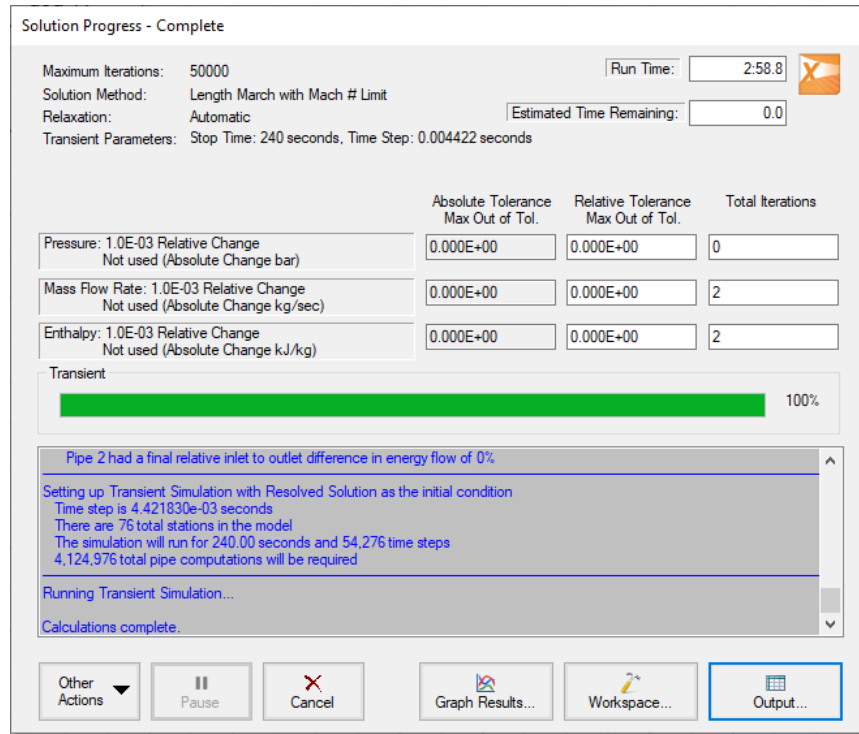 Solution Progress - Complete
Maximum Iterations: 50000
Run Time: 2:58.8
Solution Method: Length March with Mach # Limit
Relaxation: Automatic
Estimated Time Remaining: 0.0
Transient Parameters: Stop Time: 240 seconds, Time Step: 0.004422 seconds
Absolute Tolerance Relative Tolerance Total Iterations
Max Out of Tol. Max Out of Tol.
Pressure: 1.0E-03 Relative Change
Not used (Absolute Change bar)
0.000E+00 0.000E+00 0
Mass Flow Rate: 1.0E-03 Relative Change
Not used (Absolute Change kg/sec)
0.000E+00 0.000E+00 2
Enthalpy: 1.0E-03 Relative Change
Not used (Absolute Change kJ/kg)
0.000E+00 0.000E+00 2
Transient
100%
Pipe 2 had a final relative inlet to outlet difference in energy flow of 0%
Setting up Transient Simulation with Resolved Solution as the initial condition
Time step is 4.421830e-03 seconds
There are 76 total stations in the model
The simulation will run for 240.00 seconds and 54,276 time steps
4,124,976 total pipe computations will be required
Running Transient Simulation...
Calculations complete.
Other
Actions
Pause
Cancel
Graph Results...
Workspace...
Output...